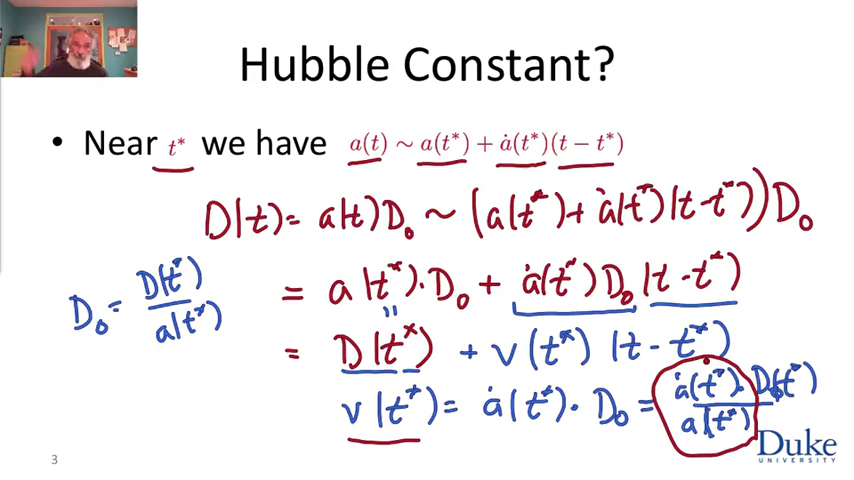 Hubble Constant?
• Near t* we have a(t) ~ a(t*) + ȧ(t*)(t − t*)
D(t) = a(t)D₀ ~ (a(t*) + ȧ(t*)(t-t*))D₀
D₀ = D(t*)/a(t*)
= a(t*)·D₀ + ȧ(t*)D₀(t-t*)
"
= D(t*) + v(t*)(t-t*)
v(t*) = ȧ(t*)·D₀ = ȧ(t*)·D(t*)/a(t*)
3
Duke
UNIVERSITY